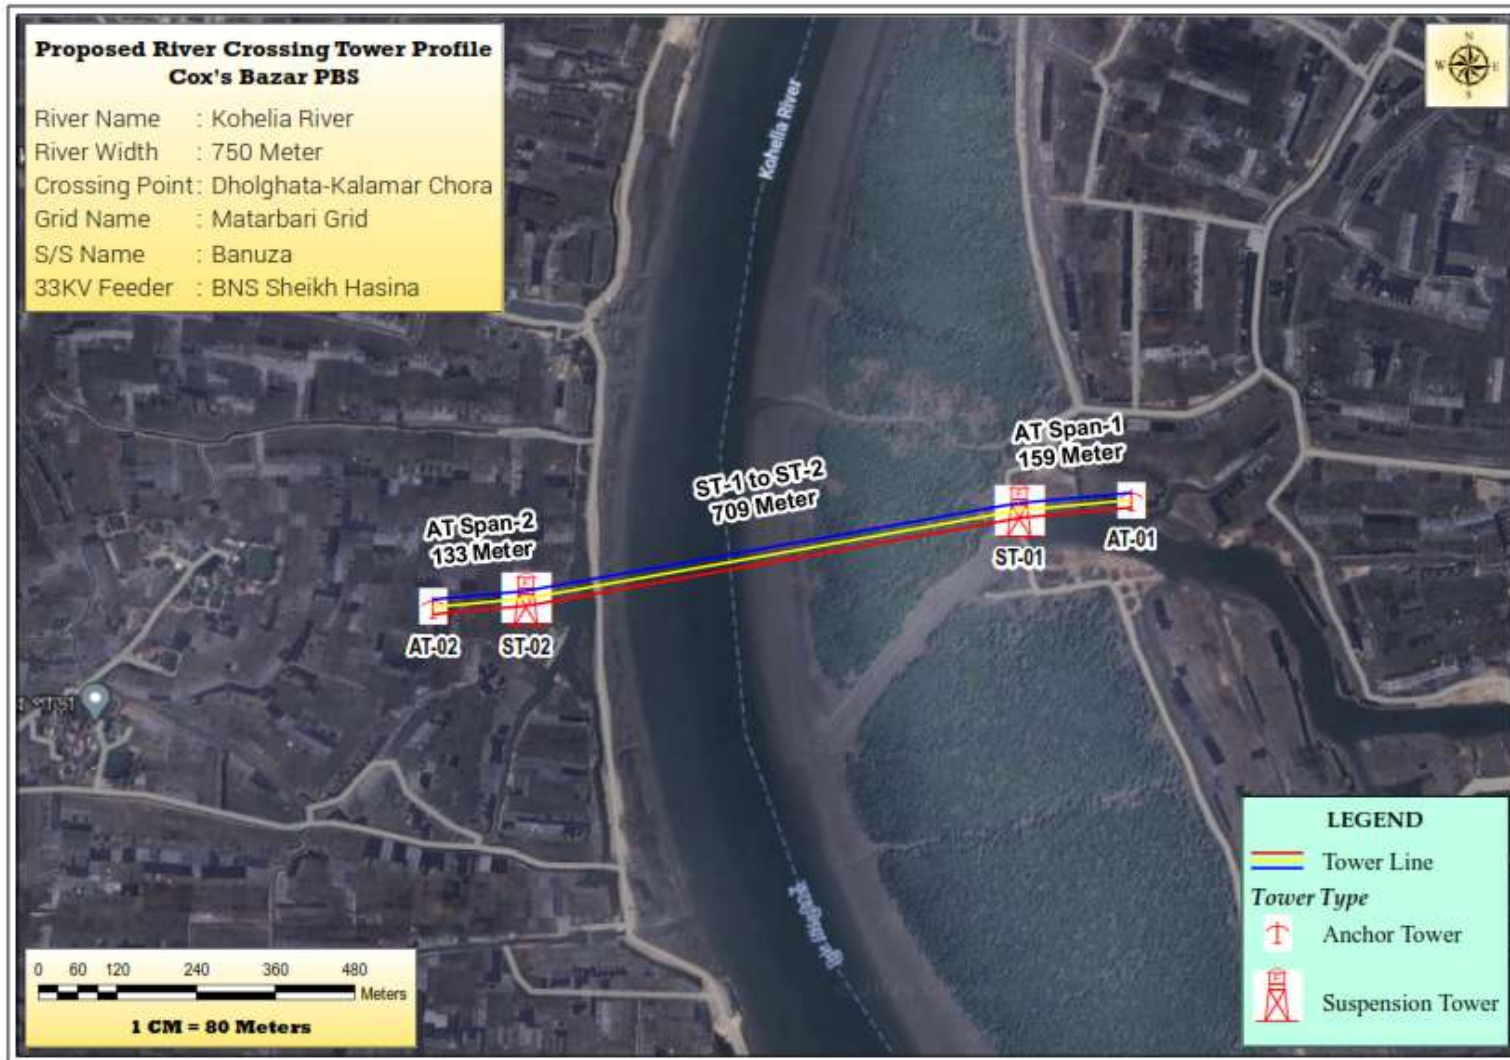 Proposed River Crossing Tower Profile
Cox's Bazar PBS
River Name : Kohelia River
River Width : 750 Meter
Crossing Point : Dholghata-Kalamar Chora
Grid Name : Matarbari Grid
S/S Name : Banuza
33KV Feeder : BNS Sheikh Hasina
N
W E
S
Kohelia River
AT Span-1
159 Meter
ST-1 to ST-2
709 Meter
AT Span-2
133 Meter
ST-01
AT-01
AT-02
ST-02
LEGEND
Tower Line
Tower Type
Anchor Tower
Suspension Tower
0 60 120 240 360 480
Meters
1 CM = 80 Meters